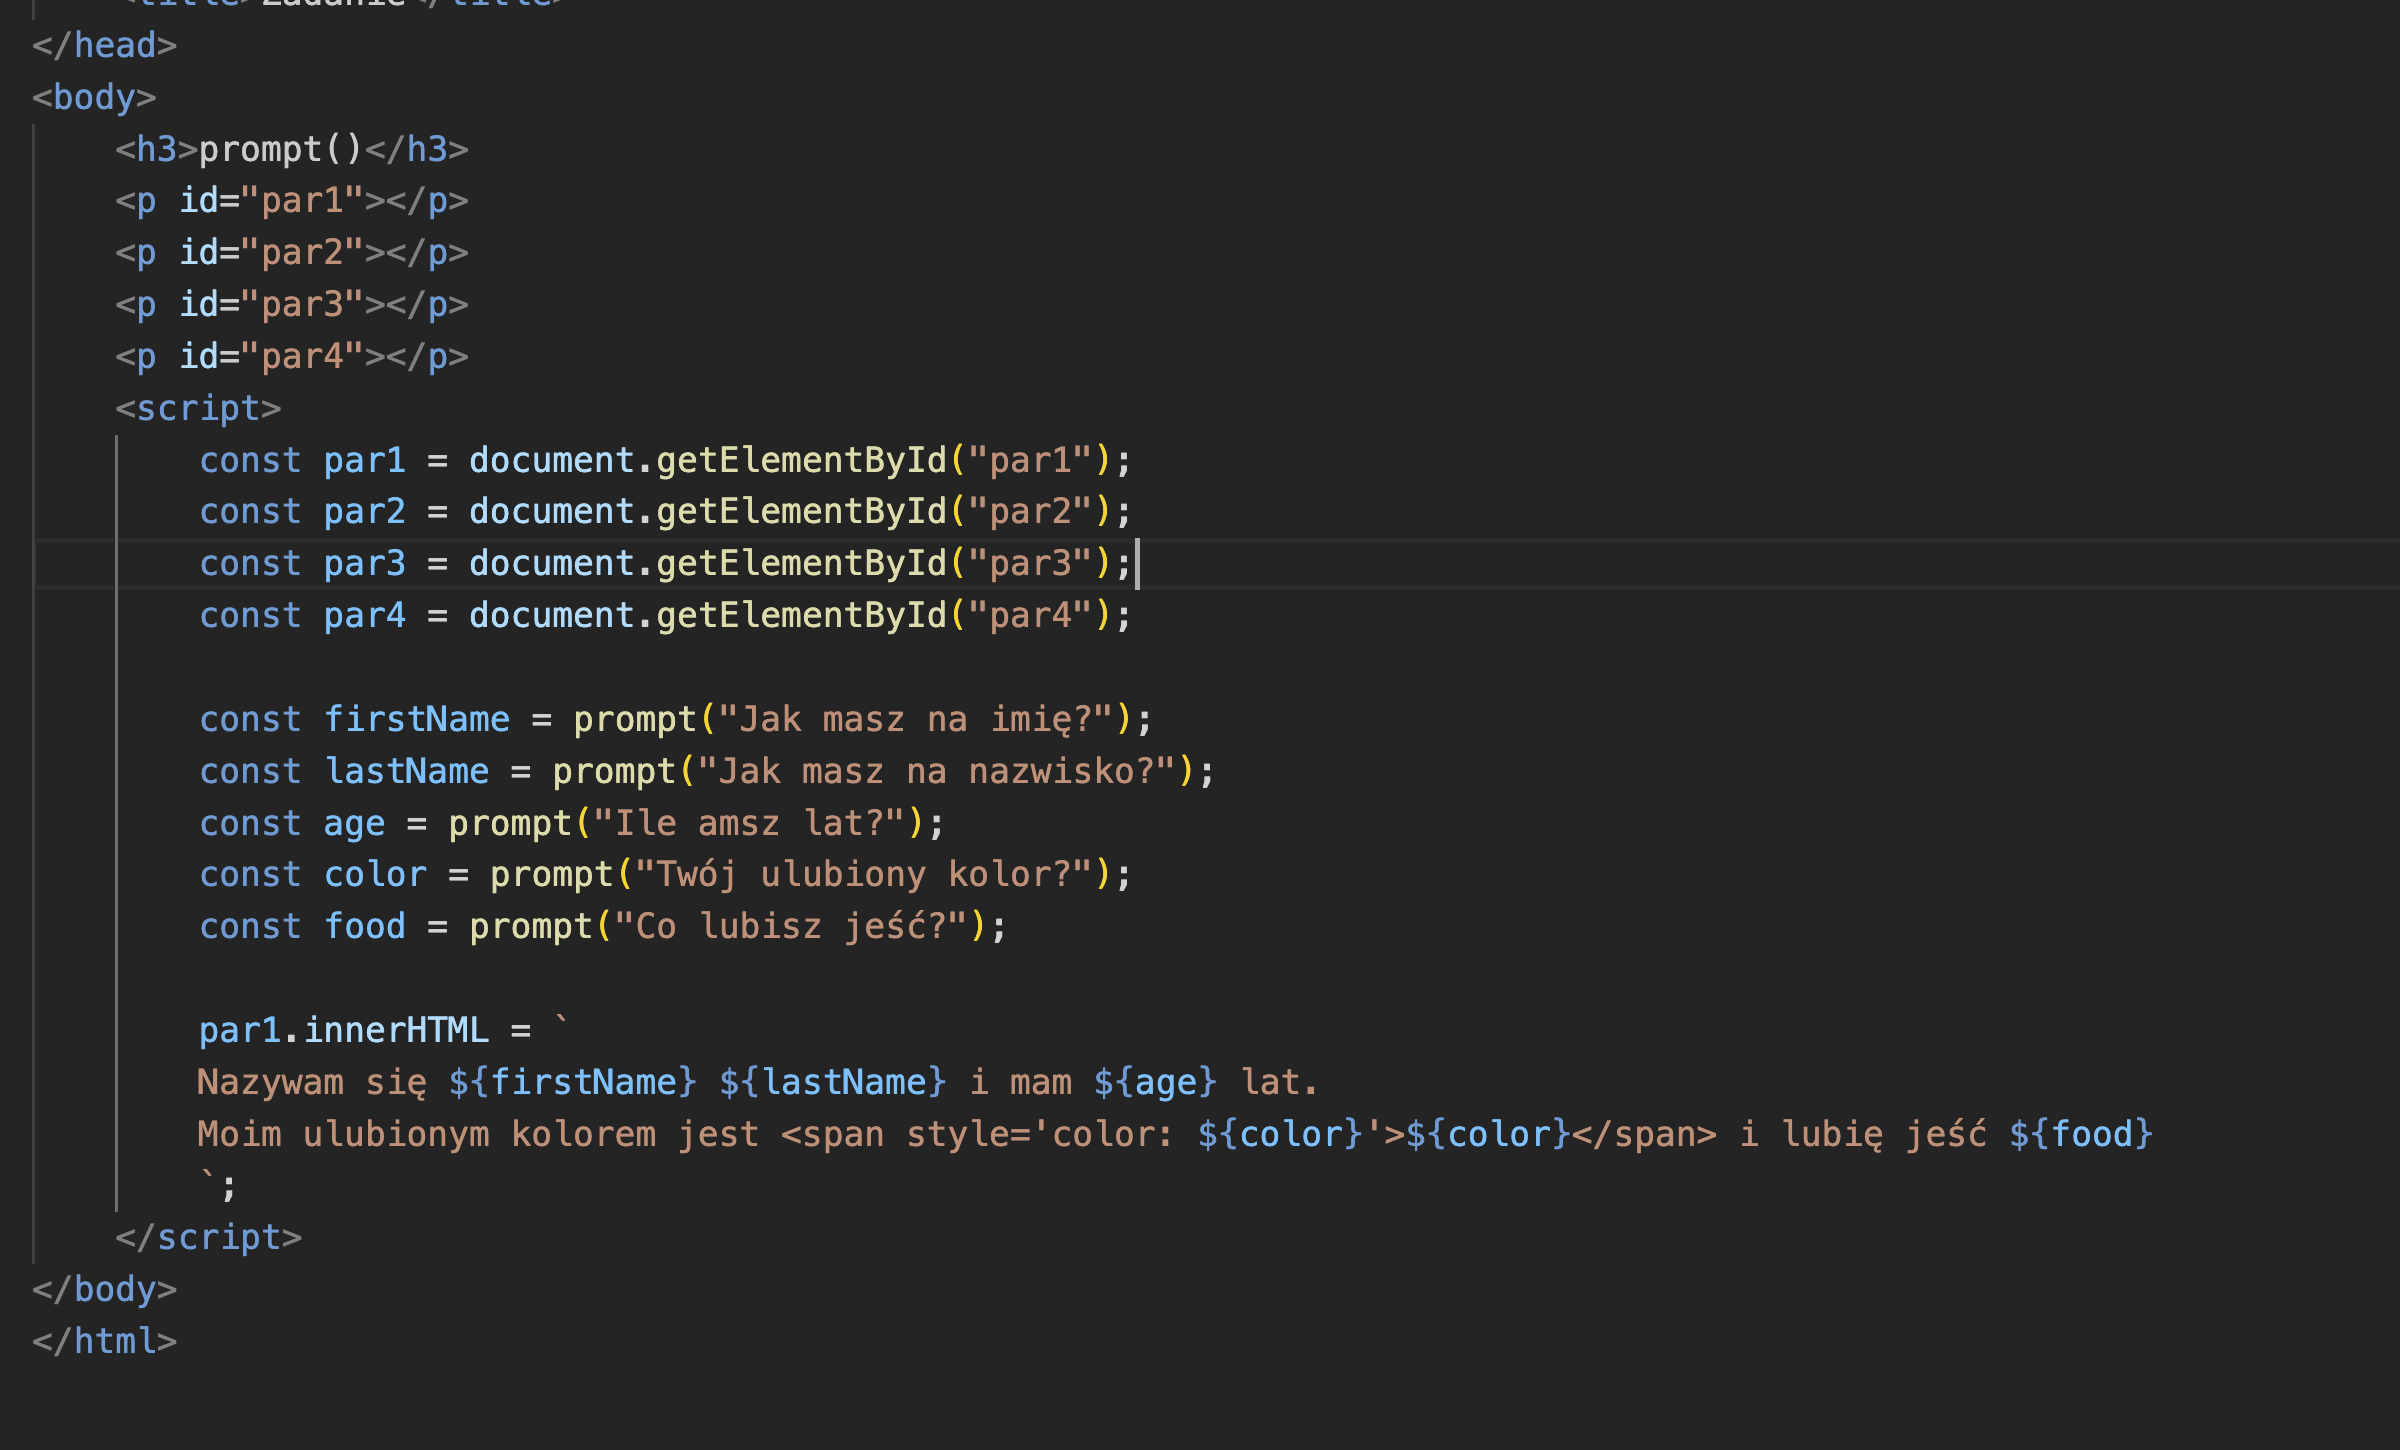 <title>Zadanie</title>
</head>
<body>
<h3>prompt()</h3>
<p id="par1"></p>
<p id="par2"></p>
<p id="par3"></p>
<p id="par4"></p>
<script>
const par1 = document.getElementById("par1");
const par2 = document.getElementById("par2");
const par3 = document.getElementById("par3");
const par4 = document.getElementById("par4");
const firstName = prompt("Jak masz na imię?");
const lastName = prompt("Jak masz na nazwisko?");
const age = prompt("Ile amsz lat?");
const color = prompt("Twój ulubiony kolor?");
const food = prompt("Co lubisz jeść?");
par1.innerHTML = `
Nazywam się ${firstName} ${lastName} i mam ${age} lat.
Moim ulubionym kolorem jest <span style='color: ${color}'>${color}</span> i lubię jeść ${food}
`;
</script>
</body>
</html>